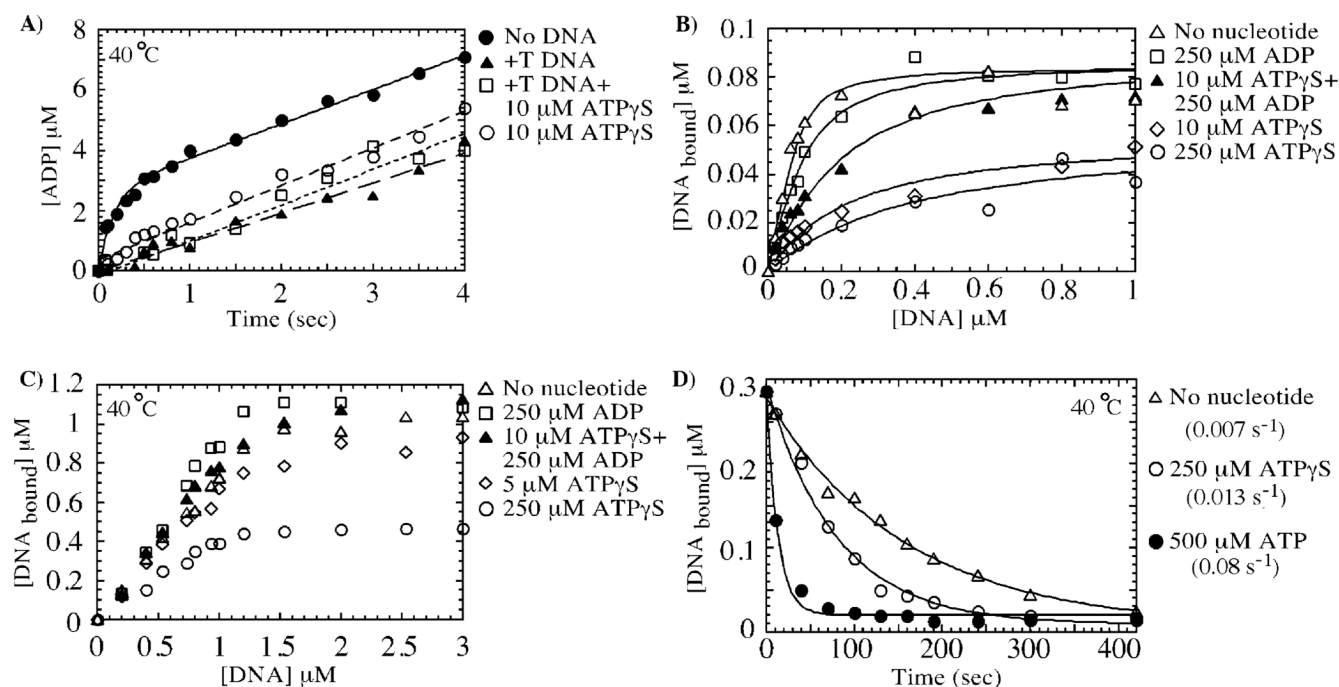 A)
40 °C
8
6
4
2
0
0
1
2
3
4
[ADP] μM
Time (sec)
No DNA
+T DNA
+T DNA+
10 μM ATPγS
10 μM ATPγS
B)
0.1
0.08
0.06
0.04
0.02
0
0
0.2
0.4
0.6
0.8
1
[DNA bound] μM
[DNA] μM
No nucleotide
250 μM ADP
10 μM ATPγS+
250 μM ADP
10 μM ATPγS
250 μM ATPγS
C)
40 °C
1.2
1
0.8
0.6
0.4
0.2
0
0
0.5
1
1.5
2
2.5
3
[DNA bound] μM
[DNA] μM
No nucleotide
250 μM ADP
10 μM ATPγS+
250 μM ADP
5 μM ATPγS
250 μM ATPγS
D)
40 °C
0.3
0.2
0.1
0
0
100
200
300
400
[DNA bound] μM
Time (sec)
No nucleotide
(0.007 s-1)
250 μM ATPγS
(0.013 s-1)
500 μM ATP
(0.08 s-1)